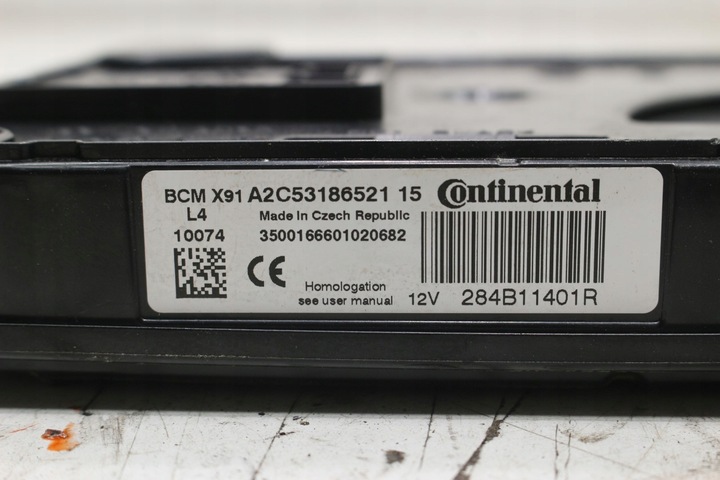 BCM X91 A2C53186521 15 Continental
L4 Made In Czech Republic
10074 3500166601020682
CE
Homologation
see user manual 12V 284B11401R